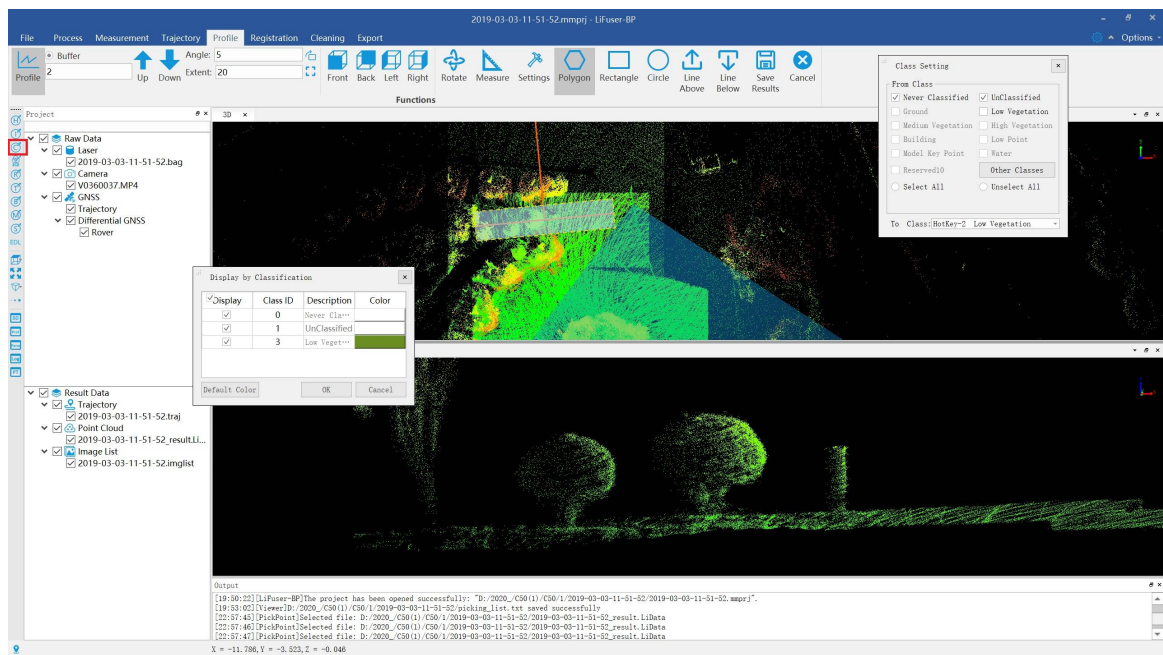 2019-03-03-11-51-52.mmprj - LiFuser-BP
File Process Measurement Trajectory Profile Registration Cleaning Export
Options
Profile
Buffer
2
Up Down
Angle: 5
Extent: 20
Front Back Left Right Rotate Measure Settings Polygon Rectangle Circle Line Above Line Below Save Results Cancel
Functions
Project
3D
Raw Data
Laser
2019-03-03-11-51-52.bag
Camera
V0360037.MP4
GNSS
Trajectory
Differential GNSS
Rover
EDL
Class Setting
From Class
Never Classified UnClassified
Ground Low Vegetation
Medium Vegetation High Vegetation
Building Low Point
Model Key Point Water
Reserved10 Other Classes
Select All Unselect All
To Class: HotKey-2 Low Vegetation
Display by Classification
Display Class ID Description Color
0 Never Cla···
1 UnClassified
3 Low Veget···
Default Color OK Cancel
Result Data
Trajectory
2019-03-03-11-51-52.traj
Point Cloud
2019-03-03-11-51-52_result.Li...
Image List
2019-03-03-11-51-52.imglist
Output
[19:50:22][LiFuser-BP]The project has been opened successfully: "D:/2020_/C50(1)/C50/1/2019-03-03-11-51-52/2019-03-03-11-51-52.mmprj".
[19:53:02][Viewer]D:/2020_/C50(1)/C50/1/2019-03-03-11-51-52/picking_list.txt saved successfully
[22:57:45][PickPoint]Selected file: D:/2020_/C50(1)/C50/1/2019-03-03-11-51-52/2019-03-03-11-51-52_result.LiData
[22:57:46][PickPoint]Selected file: D:/2020_/C50(1)/C50/1/2019-03-03-11-51-52/2019-03-03-11-51-52_result.LiData
[22:57:47][PickPoint]Selected file: D:/2020_/C50(1)/C50/1/2019-03-03-11-51-52/2019-03-03-11-51-52_result.LiData
X = -11.786, Y = -3.523, Z = -0.046